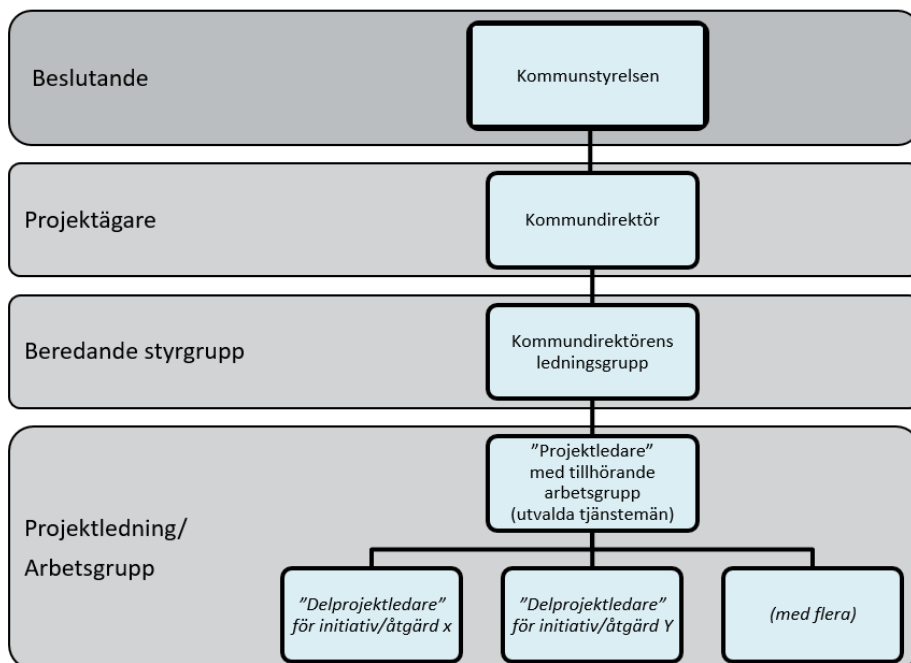 Beslutande
Kommunstyrelsen
Projektägare
Kommundirektör
Beredande styrgrupp
Kommundirektörens
ledningsgrupp
Projektledning/
Arbetsgrupp
”Projektledare”
med tillhörande
arbetsgrupp
(utvalda tjänstemän)
”Delprojektledare”
för initiativ/åtgärd x
”Delprojektledare”
för initiativ/åtgärd Y
(med flera)